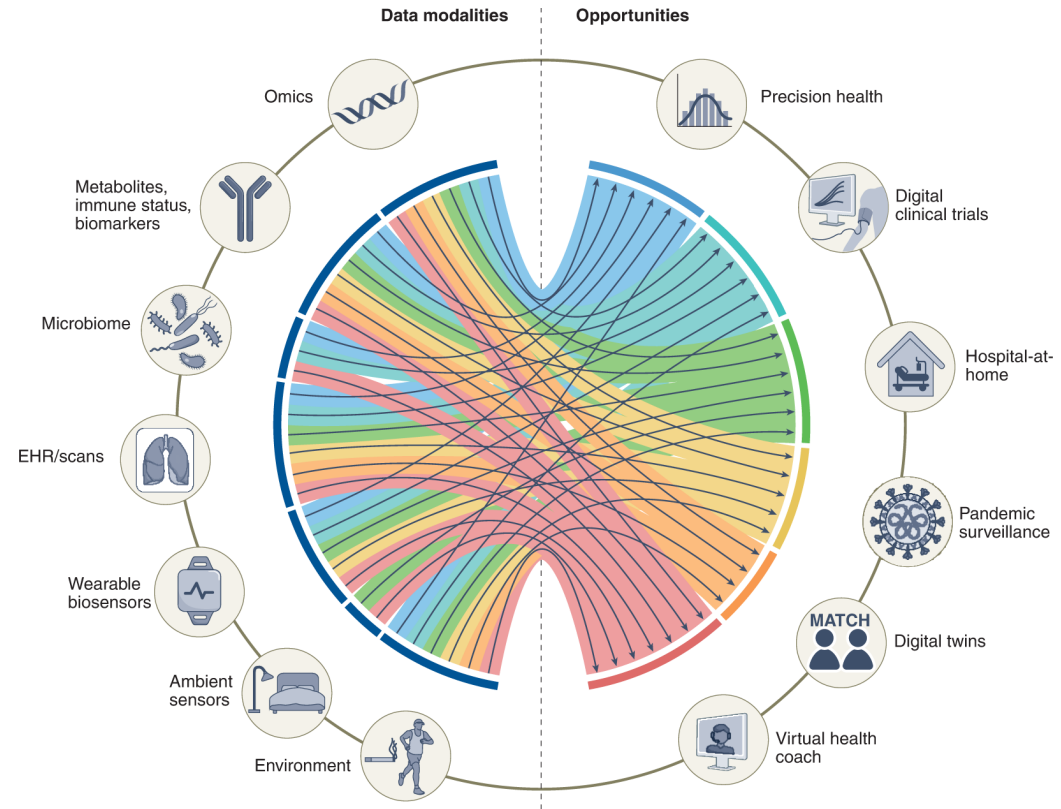 Data modalities
Opportunities
Omics
Metabolites,
immune status,
biomarkers
Microbiome
EHR/scans
Wearable
biosensors
Ambient
sensors
Environment
Precision health
Digital
clinical trials
Hospital-at-
home
Pandemic
surveillance
MATCH
Digital twins
Virtual health
coach